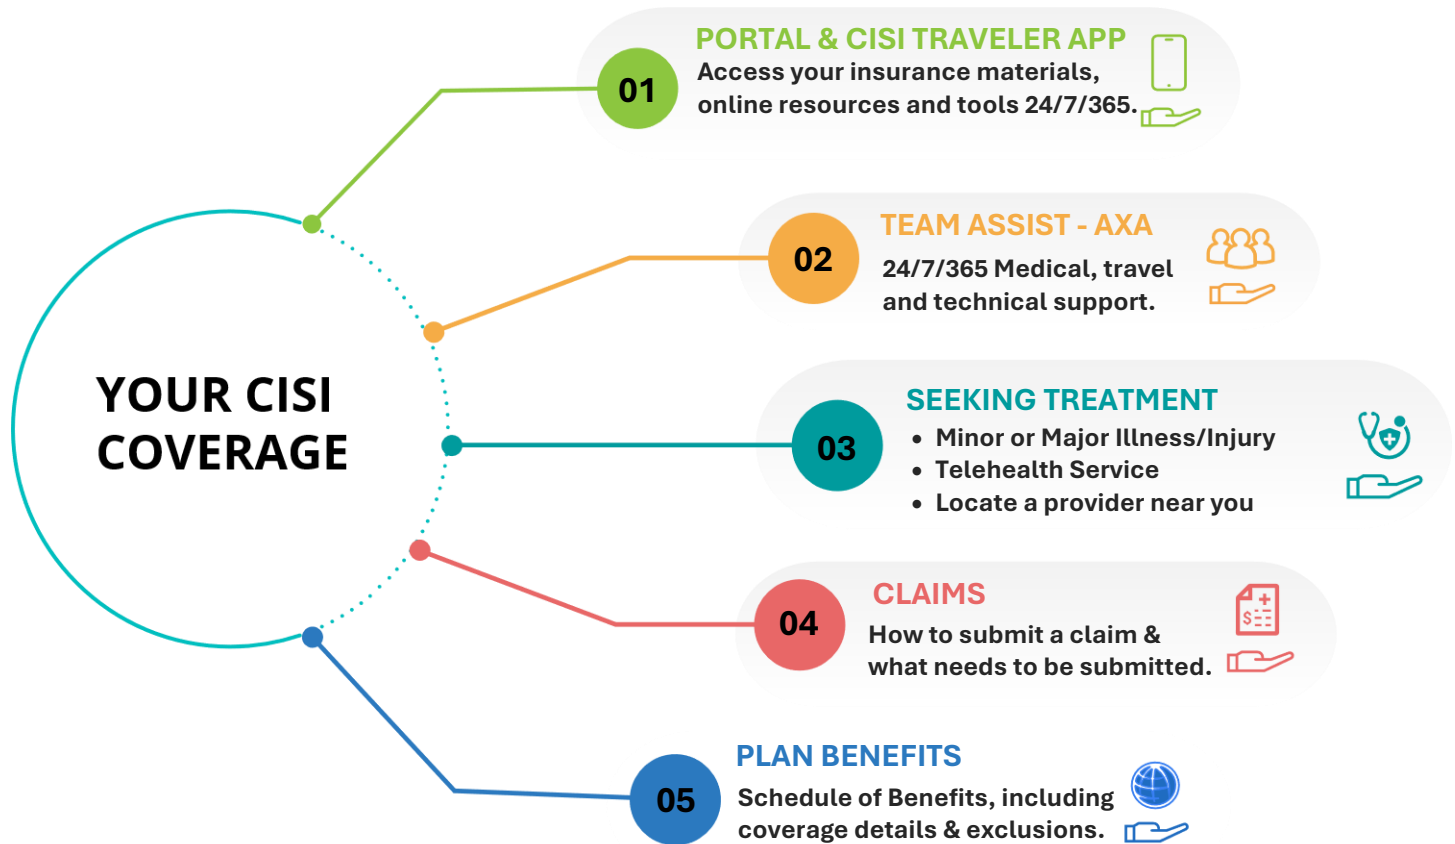 YOUR CISI
COVERAGE
01
PORTAL & CISI TRAVELER APP
Access your insurance materials,
online resources and tools 24/7/365.
02
TEAM ASSIST - AXA
24/7/365 Medical, travel
and technical support.
03
SEEKING TREATMENT
• Minor or Major Illness/Injury
• Telehealth Service
• Locate a provider near you
04
CLAIMS
How to submit a claim &
what needs to be submitted.
05
PLAN BENEFITS
Schedule of Benefits, including
coverage details & exclusions.